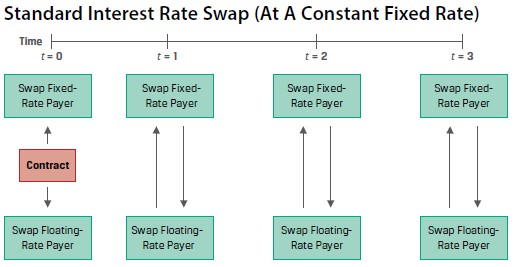 Standard Interest Rate Swap (At A Constant Fixed Rate)
Time
t = 0 t = 1 t = 2 t = 3
Swap Fixed- Swap Fixed- Swap Fixed- Swap Fixed-
Rate Payer Rate Payer Rate Payer Rate Payer
Contract
Swap Floating- Swap Floating- Swap Floating- Swap Floating-
Rate Payer Rate Payer Rate Payer Rate Payer